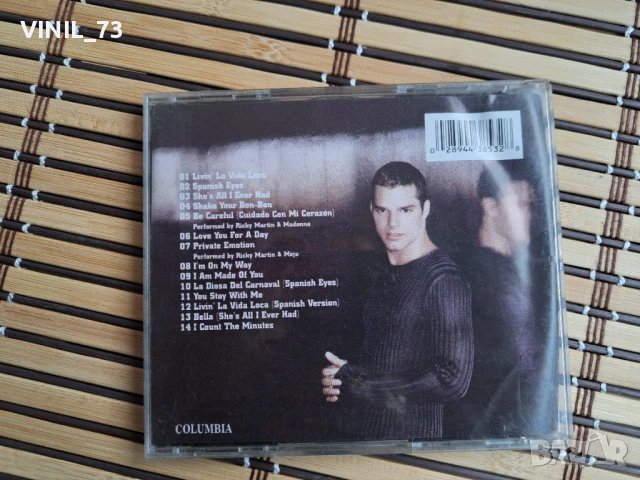 VINIL_73
0 28944 38532 8
01 Livin' La Vida Loca
02 Spanish Eyes
03 She's All I Ever Had
04 Shake Your Bon-Bon
05 Be Careful (Cuidado Con Mi Corazón)
Performed by Ricky Martin & Madonna
06 Love You For A Day
07 Private Emotion
Performed by Ricky Martin & Meja
08 I'm On My Way
09 I Am Made Of You
10 La Diosa Del Carnaval (Spanish Eyes)
11 You Stay With Me
12 Livin' La Vida Loca (Spanish Version)
13 Bella (She's All I Ever Had)
14 I Count The Minutes
COLUMBIA
BAZAR